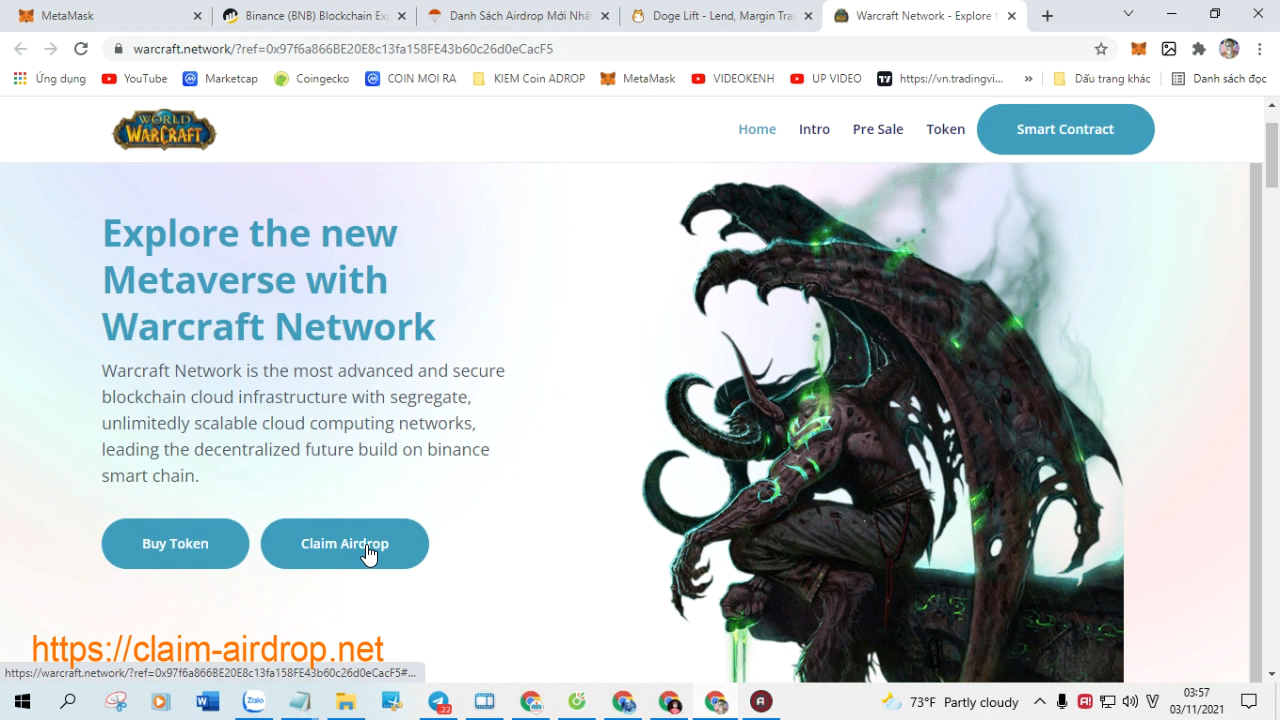 MetaMask
Binance (BNB) Blockchain Exp
Danh Sách Airdrop Mới Nhấ
Doge Lift - Lend, Margin Tra
Warcraft Network - Explore t
warcraft.network/?ref=0x97f6a866BE20E8c13fa158FE43b60c26d0eCacF5
Ứng dụng
YouTube
Marketcap
Coingecko
COIN MOI RA
KIEM Coin ADROP
MetaMask
VIDEOKENH
UP VIDEO
https://vn.tradingvi...
»
Dấu trang khác
Danh sách đọc
WORLD
WARCRAFT
Home
Intro
Pre Sale
Token
Smart Contract
Explore the new
Metaverse with
Warcraft Network
Warcraft Network is the most advanced and secure
blockchain cloud infrastructure with segregate,
unlimitedly scalable cloud computing networks,
leading the decentralized future build on binance
smart chain.
Buy Token
Claim Airdrop
https://claim-airdrop.net
https://warcraft.network/?ref=0x97f6a866BE20E8c13fa158FE43b60c26d0eCacF5#...
Zalo
22
73°F Partly cloudy
03:57
03/11/2021